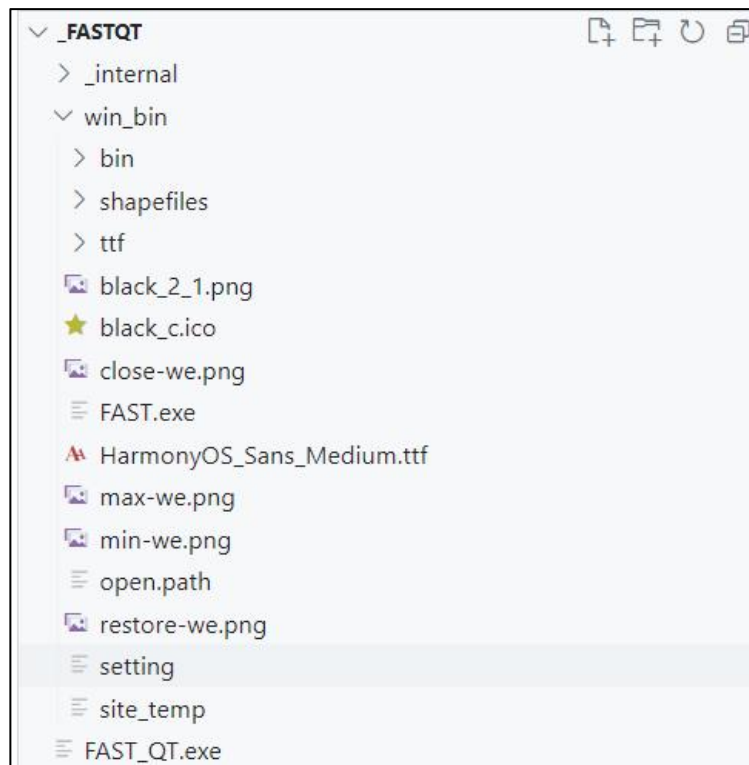 _FASTQT
_internal
win_bin
bin
shapefiles
ttf
black_2_1.png
black_c.ico
close-we.png
FAST.exe
HarmonyOS_Sans_Medium.ttf
max-we.png
min-we.png
open.path
restore-we.png
setting
site_temp
FAST_QT.exe